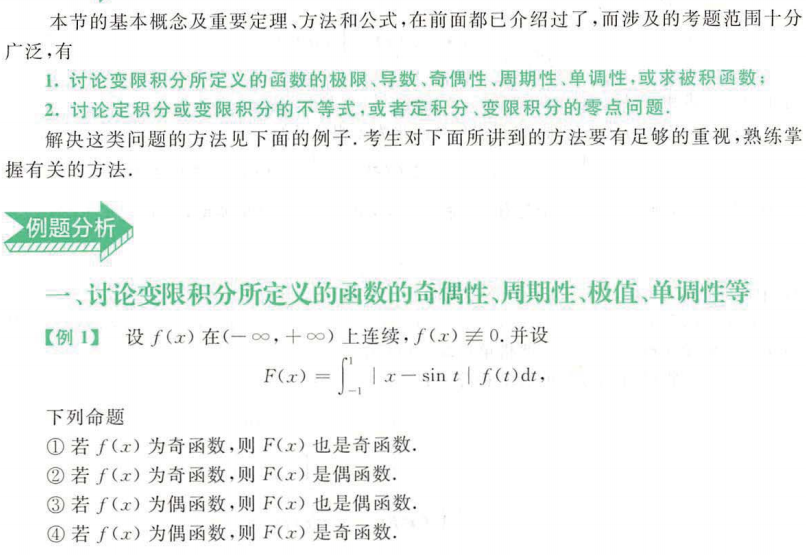 本节的基本概念及重要定理、方法和公式,在前面都已介绍过了,而涉及的考题范围十分
广泛,有
1. 讨论变限积分所定义的函数的极限、导数、奇偶性、周期性、单调性,或求被积函数;
2. 讨论定积分或变限积分的不等式,或者定积分、变限积分的零点问题.
解决这类问题的方法见下面的例子.考生对下面所讲到的方法要有足够的重视,熟练掌
握有关的方法.
例题分析
一、讨论变限积分所定义的函数的奇偶性、周期性、极值、单调性等
【例 1】 设 f(x) 在(−∞,+∞) 上连续,f(x) ≢ 0.并设
F(x) = ∫₋₁¹ | x − sin t | f(t)dt,
下列命题
① 若 f(x) 为奇函数,则 F(x) 也是奇函数.
② 若 f(x) 为奇函数,则 F(x) 是偶函数.
③ 若 f(x) 为偶函数,则 F(x) 也是偶函数.
④ 若 f(x) 为偶函数,则 F(x) 是奇函数.